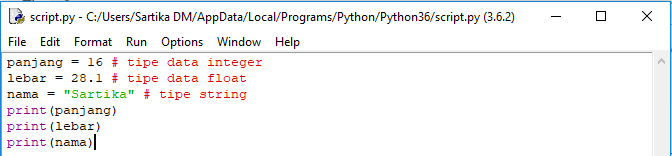 script.py - C:/Users/Sartika DM/AppData/Local/Programs/Python/Python36/script.py (3.6.2)
File Edit Format Run Options Window Help
panjang = 16 # tipe data integer
lebar = 28.1 # tipe data float
nama = "Sartika" # tipe string
print(panjang)
print(lebar)
print(nama)